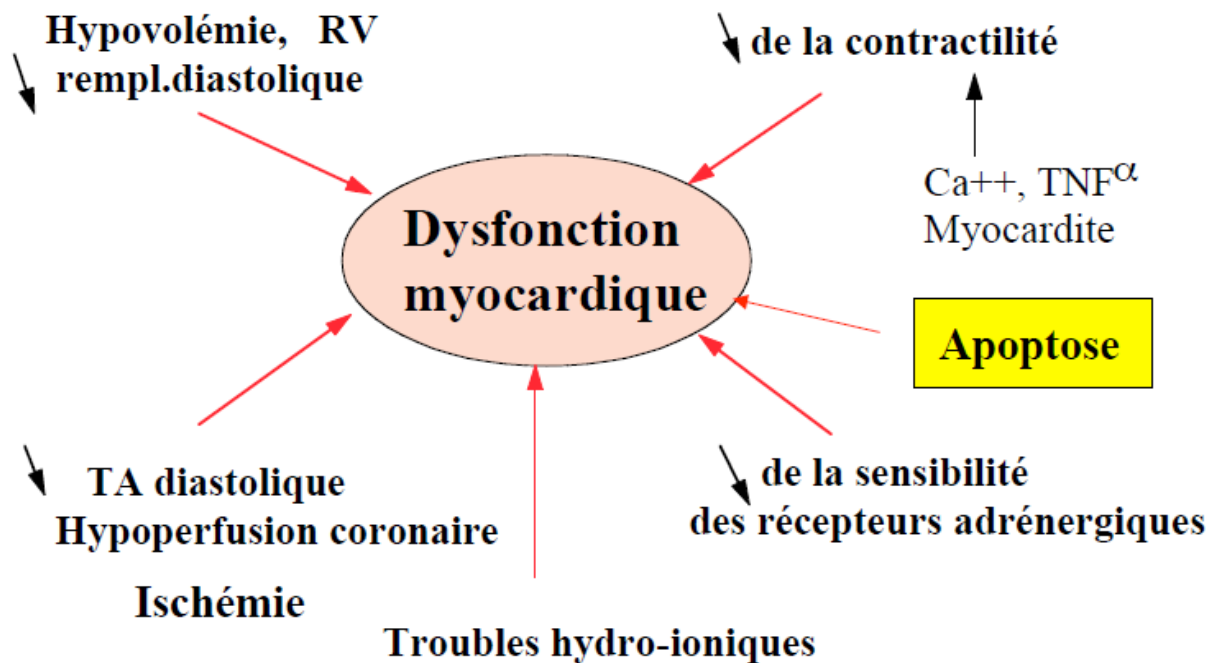 Hypovolémie, RV
rempl.diastolique
de la contractilité
Ca++, TNFα
Myocardite
Dysfonction
myocardique
Apoptose
TA diastolique
Hypoperfusion coronaire
Ischémie
de la sensibilité
des récepteurs adrénergiques
Troubles hydro-ioniques